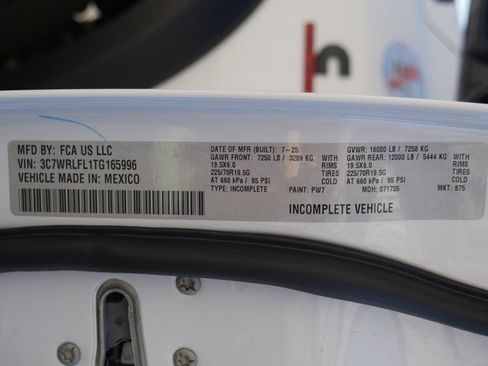 MFD BY: FCA US LLC
VIN: 3C7WRLFL1TG165996
VEHICLE MADE IN: MEXICO
DATE OF MFR (BUILT): 7-25
GAWR FRONT: 7250 LB / 3289 KG WITH
19.5X6.0 RIMS
225/70R19.5G TIRES
AT 660 kPa / 95 PSI COLD
TYPE: INCOMPLETE
GVWR: 16000 LB / 7258 KG
GAWR REAR: 12000 LB / 5444 KG WITH
19.5X6.0 RIMS
225/70R19.5G TIRES
AT 660 kPa / 95 PSI COLD
PAINT: PW7 MDH: 071705 MKT: 875
INCOMPLETE VEHICLE